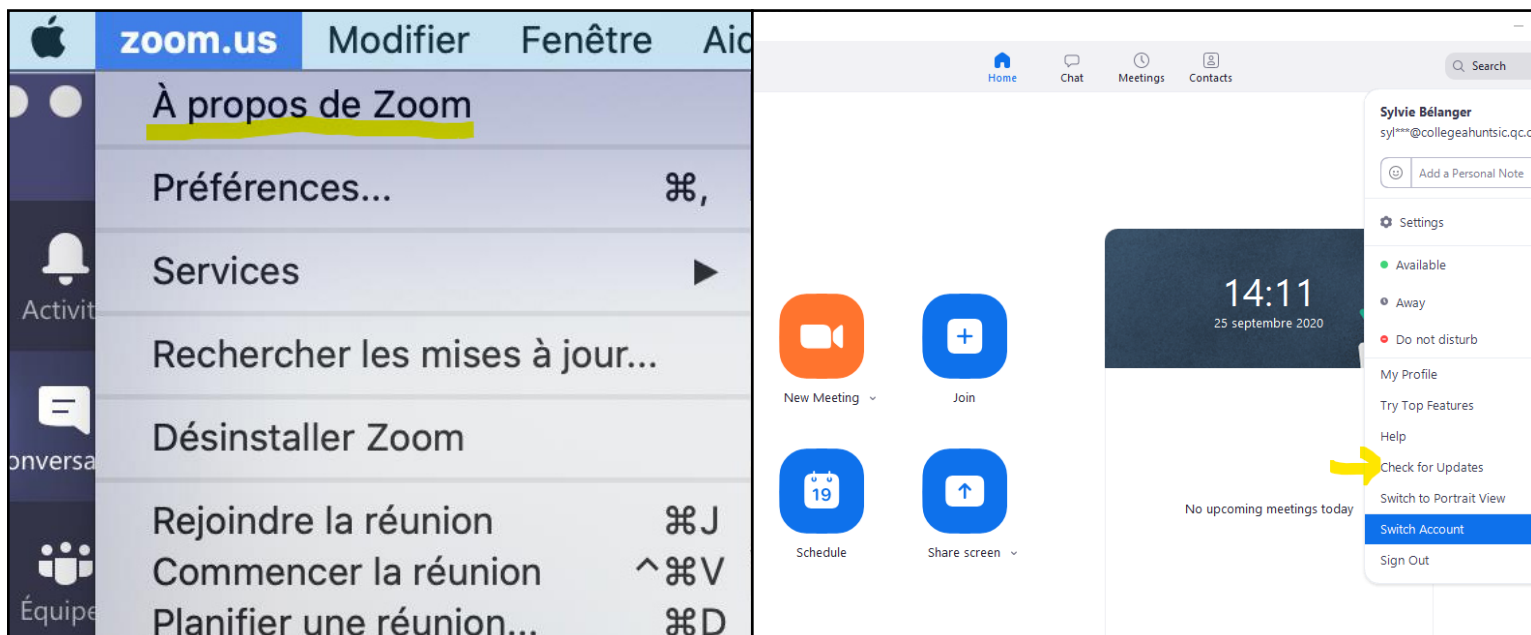 zoom.us Modifier Fenêtre Aid
À propos de Zoom
Préférences... ⌘,
Services ▶
Activit
Rechercher les mises à jour...
Désinstaller Zoom
onversa
Rejoindre la réunion ⌘J
Commencer la réunion ^⌘V
Équipe
Planifier une réunion... ⌘D
Home Chat Meetings Contacts
Search
Sylvie Bélanger
syl***@collegeahuntsic.qc.c
Add a Personal Note
Settings
Available
Away
Do not disturb
My Profile
Try Top Features
Help
Check for Updates
Switch to Portrait View
Switch Account
Sign Out
14:11
25 septembre 2020
No upcoming meetings today
New Meeting
Join
19
Schedule
Share screen